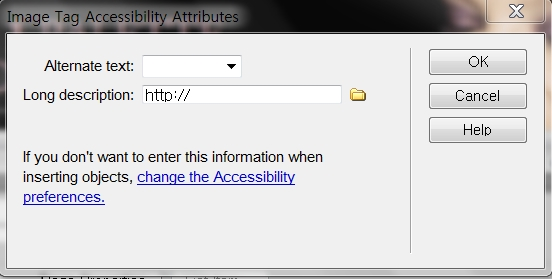 Image Tag Accessibility Attributes
Alternate text:
OK
Long description: http://
Cancel
Help
If you don't want to enter this information when
inserting objects, change the Accessibility
preferences.